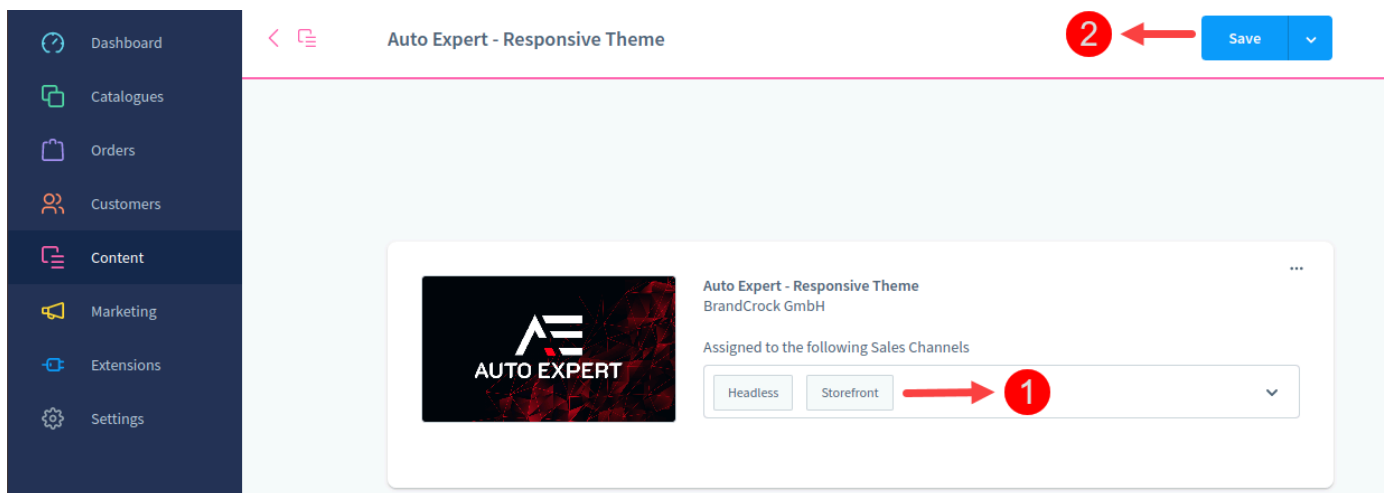 Dashboard
Catalogues
Orders
Customers
Content
Marketing
Extensions
Settings
Auto Expert - Responsive Theme
2
Save
AUTO EXPERT
...
Auto Expert - Responsive Theme
BrandCrock GmbH
Assigned to the following Sales Channels
Headless Storefront 1